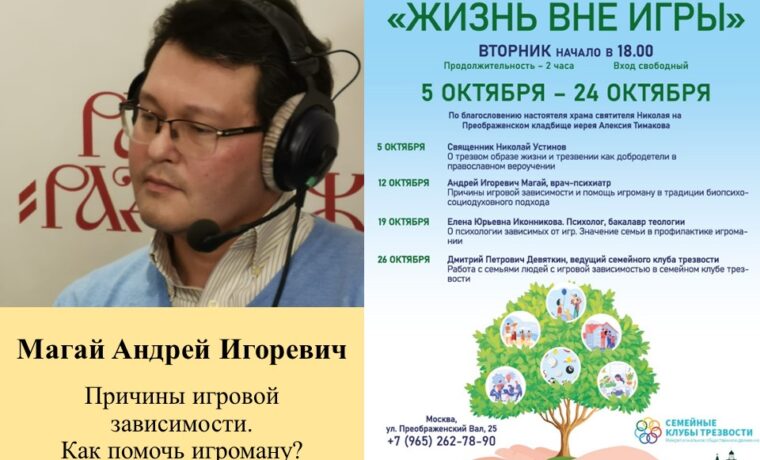 РА
РАД Ж
Магай Андрей Игоревич
Причины игровой
зависимости.
Как помочь игроману?
«ЖИЗНЬ ВНЕ ИГРЫ»
ВТОРНИК НАЧАЛО В 18.00
Продолжительность – 2 часа Вход свободный
5 ОКТЯБРЯ – 24 ОКТЯБРЯ
По благословению настоятеля храма святителя Николая на
Преображенском кладбище иерея Алексия Тимакова
5 ОКТЯБРЯ Священник Николай Устинов
О трезвом образе жизни и трезвении как добродетели в
православном вероучении
12 ОКТЯБРЯ Андрей Игоревич Магай, врач-психиатр
Причины игровой зависимости и помощь игроману в традиции биопсихо-
социодуховного подхода
19 ОКТЯБРЯ Елена Юрьевна Иконникова. Психолог, бакалавр теологии
О психологии зависимых от игр. Значение семьи в профилактике игрома-
нии
26 ОКТЯБРЯ Дмитрий Петрович Девяткин, ведущий семейного клуба трезвости
Работа с семьями людей с игровой зависимостью в семейном клубе трез-
вости
Москва,
ул. Преображенский Вал, 25
+7 (965) 262-78-90
СЕМЕЙНЫЕ
КЛУБЫ ТРЕЗВОСТИ
Межрегиональное общественное движение